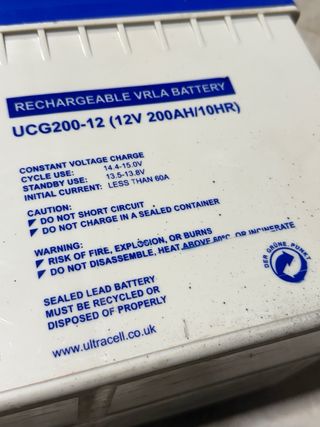 RECHARGEABLE VRLA BATTERY
UCG200-12 (12V 200AH/10HR)
CONSTANT VOLTAGE CHARGE
CYCLE USE: 14.4-15.0V
STANDBY USE: 13.5-13.8V
INITIAL CURRENT: LESS THAN 60A
CAUTION:
DO NOT SHORT CIRCUIT
DO NOT CHARGE IN A SEALED CONTAINER
WARNING:
RISK OF FIRE, EXPLOSION, OR BURNS
DO NOT DISASSEMBLE, HEAT ABOVE 60C, OR INCINERATE
DER GRÜNE PUNKT
SEALED LEAD BATTERY
MUST BE RECYCLED OR
DISPOSED OF PROPERLY
www.ultracell.co.uk